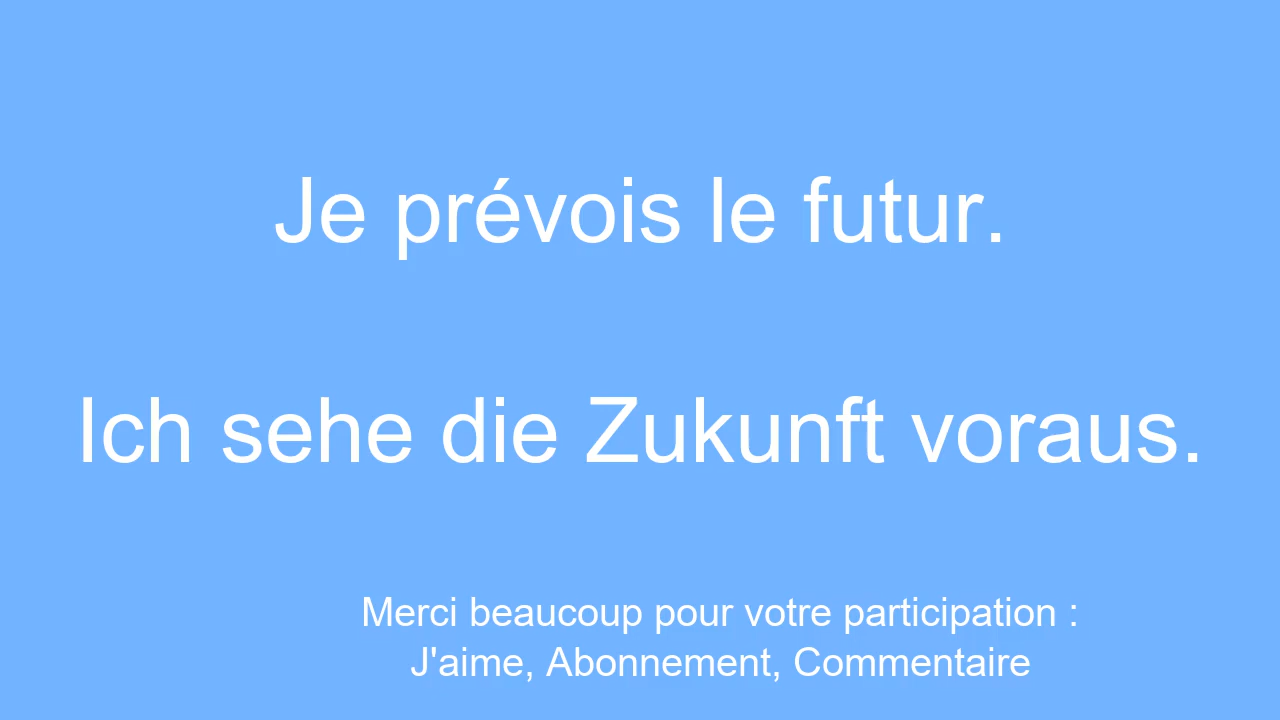 Je prévois le futur.
Ich sehe die Zukunft voraus.
Merci beaucoup pour votre participation :
J'aime, Abonnement, Commentaire